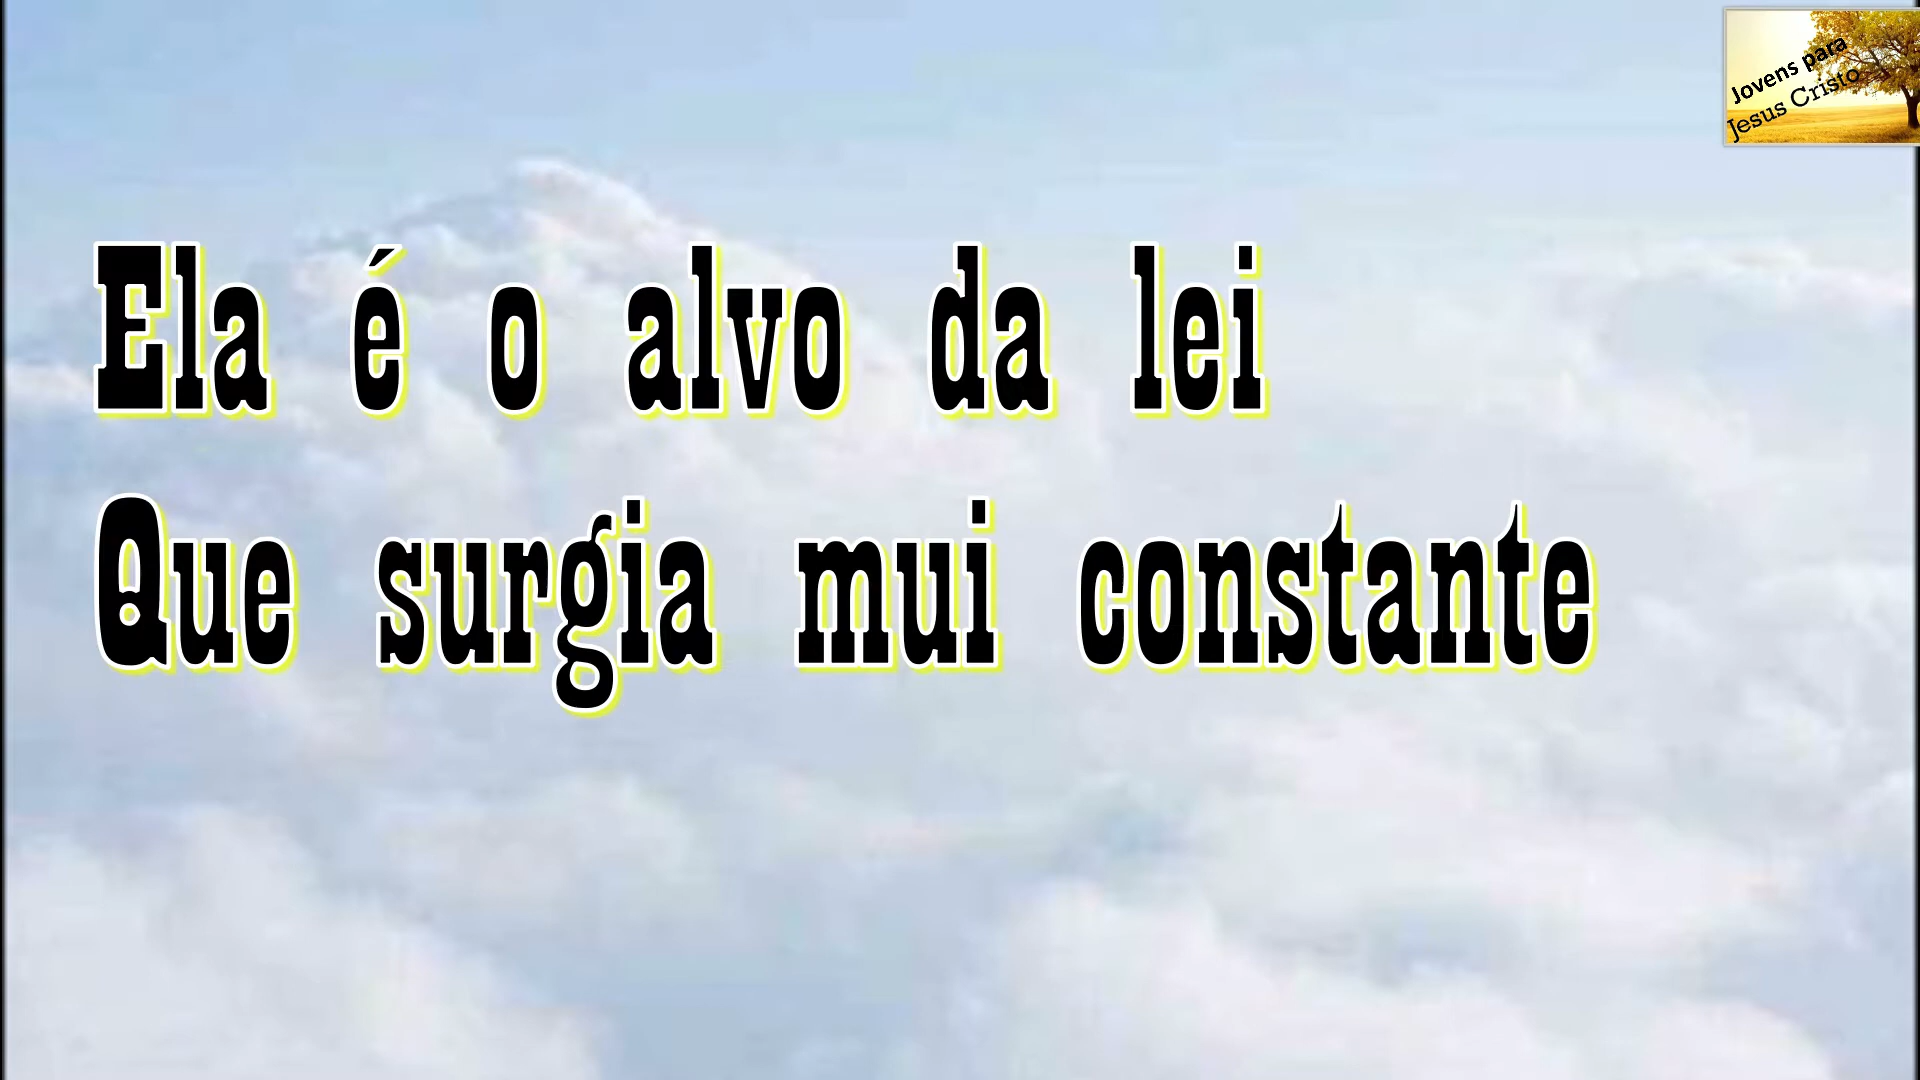 Jovens para
Jesus Cristo
Ela é o alvo da lei
Que surgia mui constante